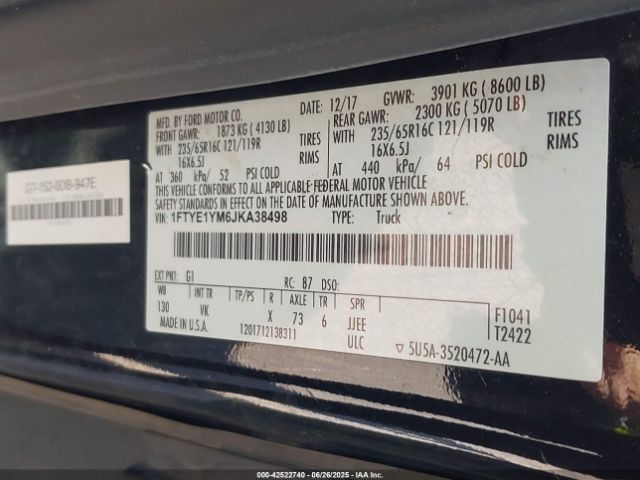 G7-152-0DB-947E
MFD. BY FORD MOTOR CO.
DATE: 12/17 GVWR: 3901 KG ( 8600 LB)
FRONT GAWR: 1873 KG ( 4130 LB) REAR GAWR: 2300 KG ( 5070 LB)
WITH 235/65R16C 121/119R TIRES WITH 235/65R16C 121/119R TIRES
16X6.5J RIMS 16X6.5J RIMS
AT 360 kPa/ 52 PSI COLD AT 440 kPa/ 64 PSI COLD
THIS VEHICLE CONFORMS TO ALL APPLICABLE FEDERAL MOTOR VEHICLE
SAFETY STANDARDS IN EFFECT ON THE DATE OF MANUFACTURE SHOWN ABOVE.
VIN: 1FTYE1YM6JKA38498 TYPE: Truck
EXT PNT: G1 RC: 87 DSO:
WB INT TR TP/PS R AXLE TR SPR
130 VK X 73 6 JJEE F1041
MADE IN U.S.A. 1201712138311 ULC T2422
▽ 5U5A-3520472-AA
000-42522740 - 06/26/2025 - IAA Inc.